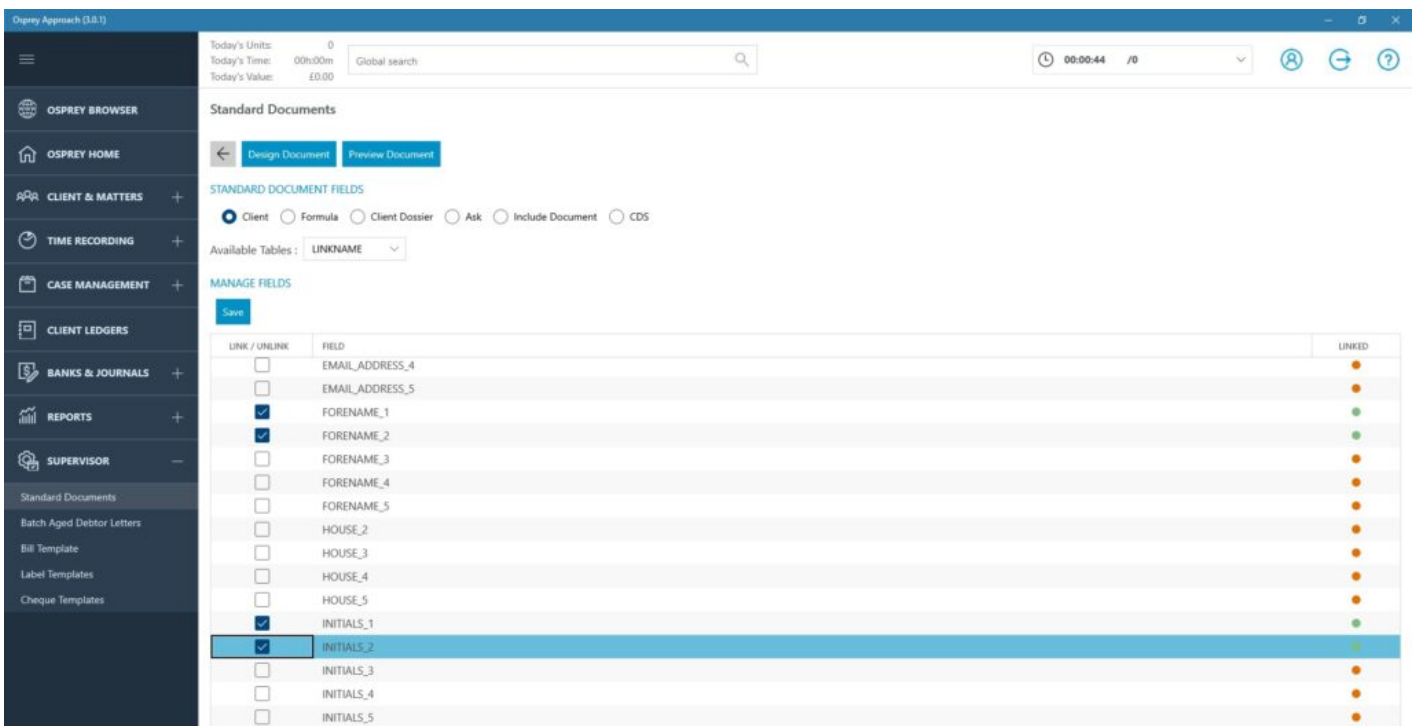 Osprey Approach (3.0.1)
Today's Units: 0
Today's Time: 00h:00m
Today's Value: £0.00
Global search
00:00:44 /0
OSPREY BROWSER
OSPREY HOME
CLIENT & MATTERS
TIME RECORDING
CASE MANAGEMENT
CLIENT LEDGERS
BANKS & JOURNALS
REPORTS
SUPERVISOR
Standard Documents
Batch Aged Debtor Letters
Bill Template
Label Templates
Cheque Templates
Standard Documents
Design Document Preview Document
STANDARD DOCUMENT FIELDS
Client Formula Client Dossier Ask Include Document CDS
Available Tables : LINKNAME
MANAGE FIELDS
Save
LINK / UNLINK FIELD LINKED
EMAIL_ADDRESS_4
EMAIL_ADDRESS_5
FORENAME_1
FORENAME_2
FORENAME_3
FORENAME_4
FORENAME_5
HOUSE_2
HOUSE_3
HOUSE_4
HOUSE_5
INITIALS_1
INITIALS_2
INITIALS_3
INITIALS_4
INITIALS_5